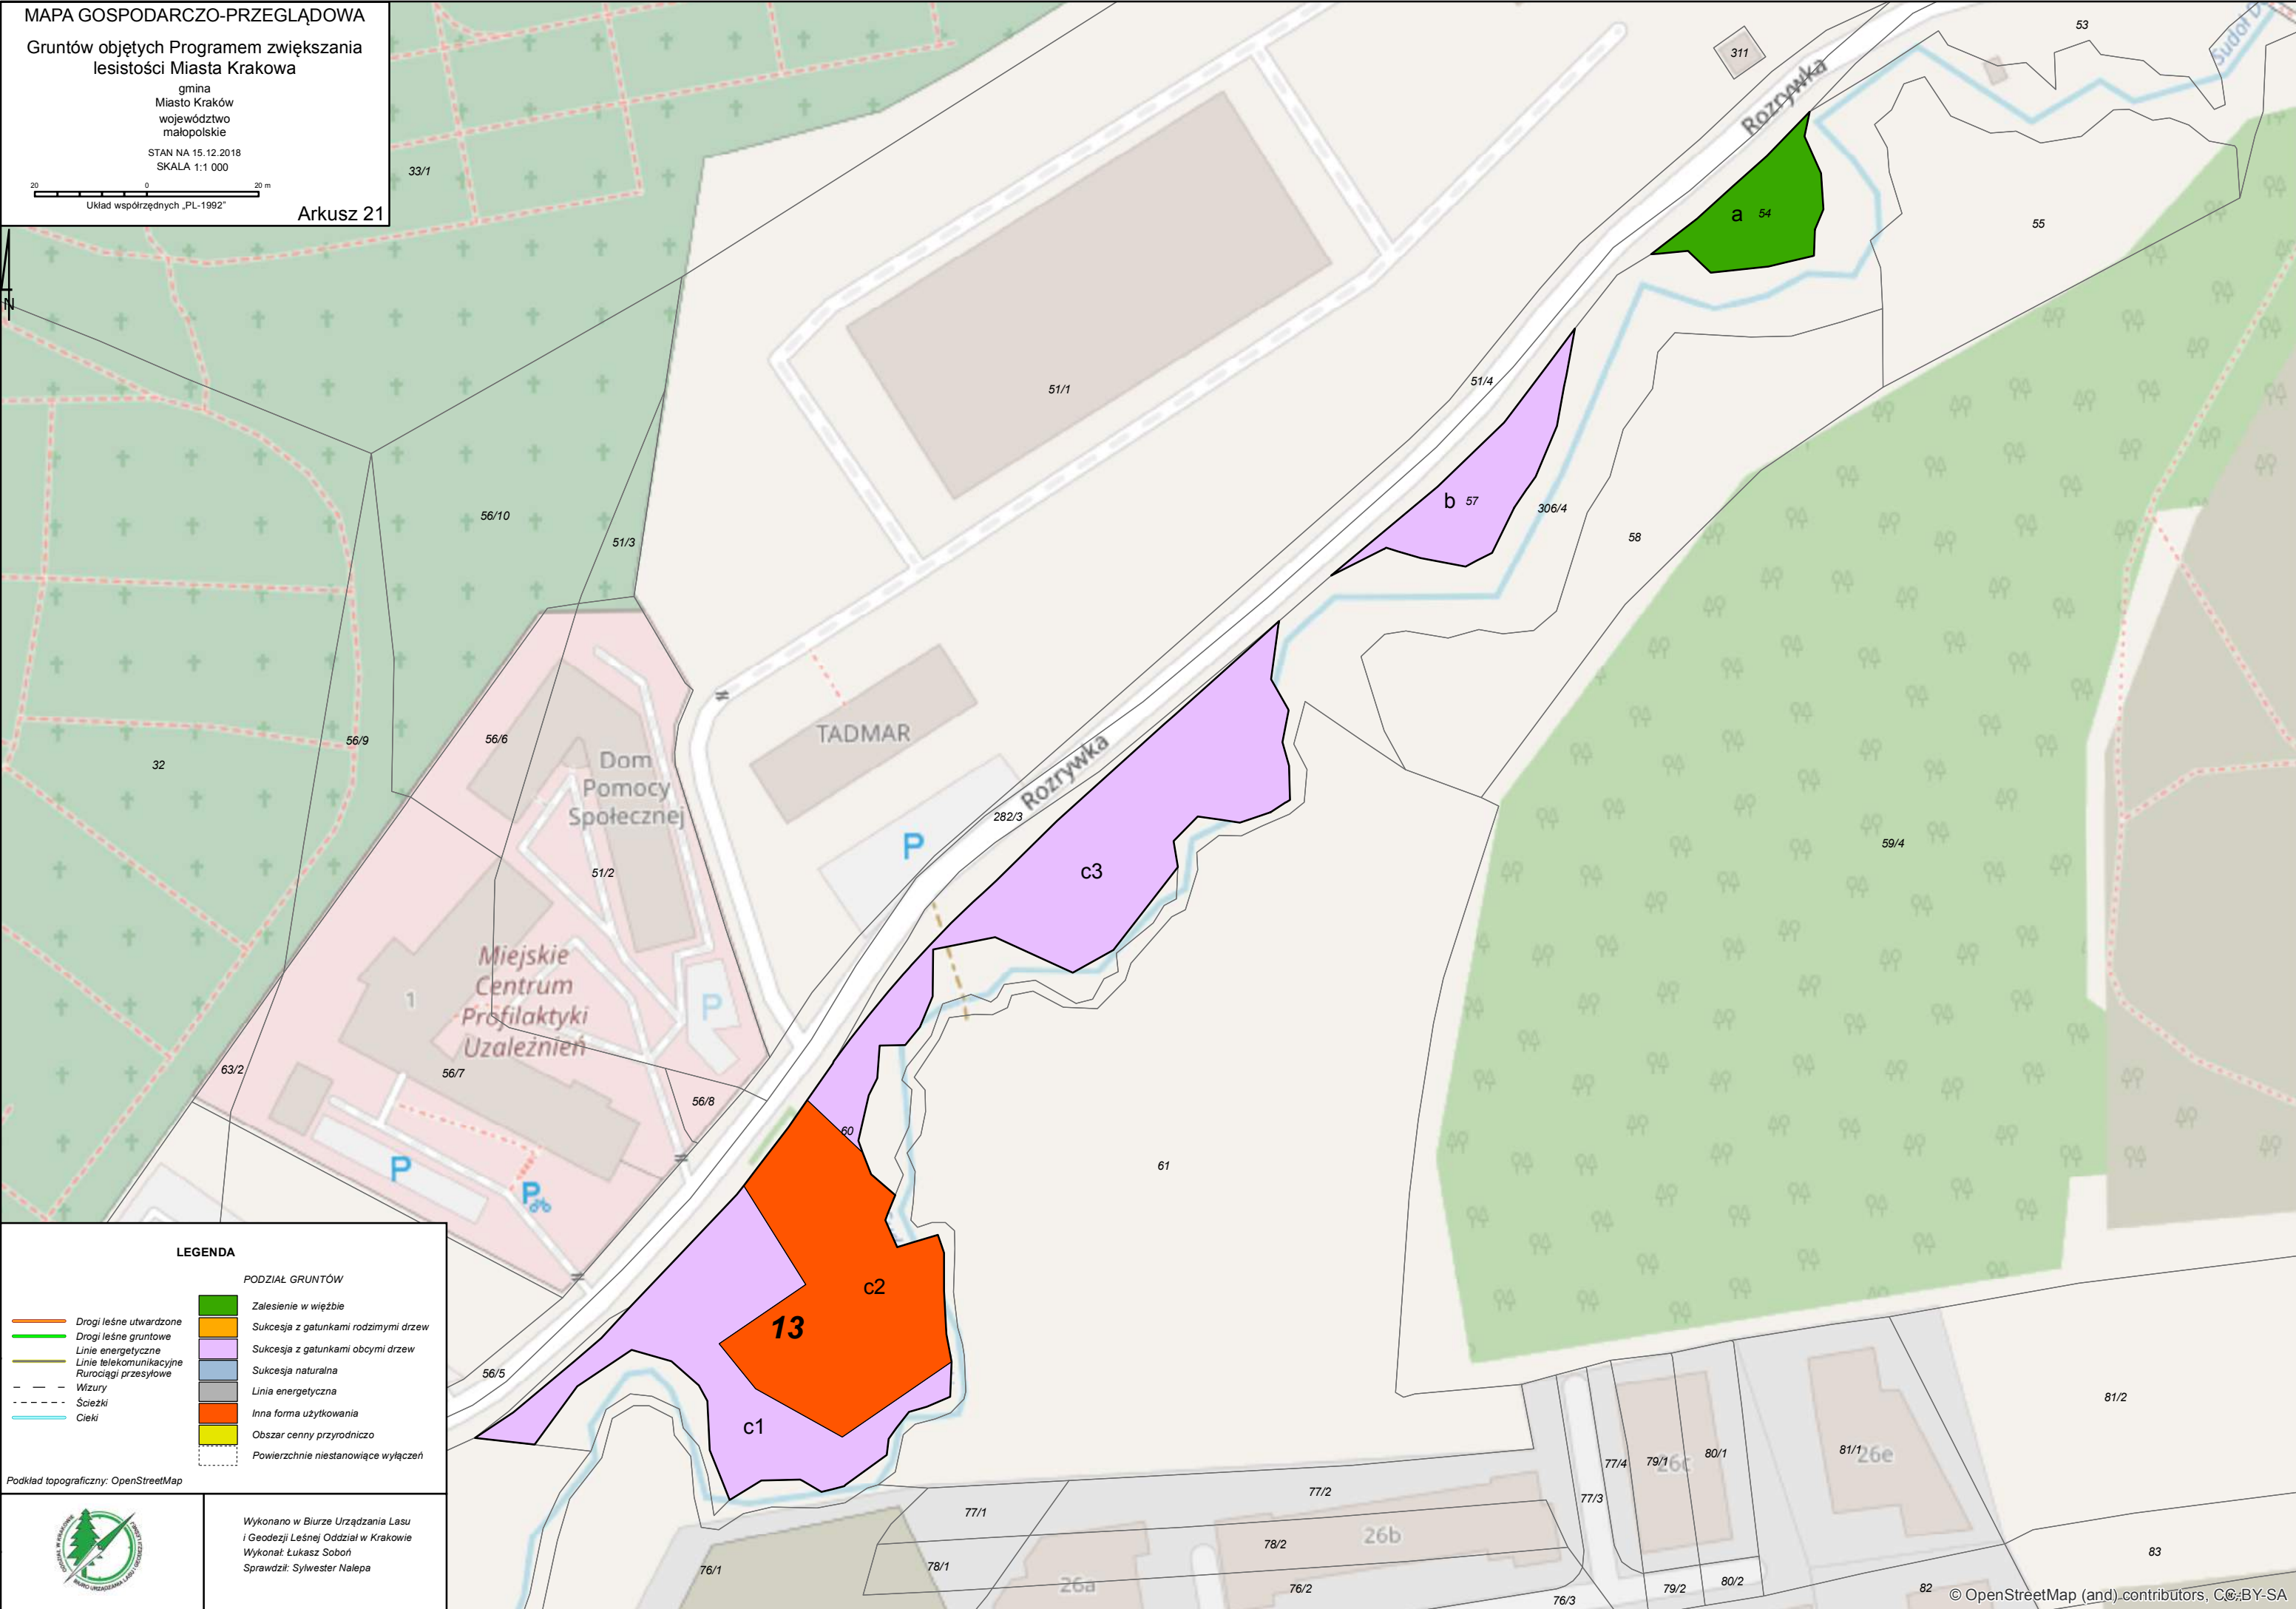 MAPA GOSPODARCZO-PRZEGLĄDOWA
Gruntów objętych Programem zwiększania
lesistości Miasta Krakowa
gmina
Miasto Kraków
województwo
małopolskie
STAN NA 15.12.2018
SKALA 1:1 000
20 0 20 m
Układ współrzędnych „PL-1992”
Arkusz 21
N
33/1
311
53
Rozrywka
a 54
55
51/1
51/4
b 57
306/4
58
56/10
51/3
56/9
32
56/6
Dom
Pomocy
Społecznej
51/2
TADMAR
P
282/3
Rozrywka
c3
59/4
Miejskie
Centrum
Profilaktyki
Uzależnień
1
P
63/2
56/7
56/8
60
61
P
P
c2
13
c1
56/5
81/2
81/1
26e
80/1
79/1
26c
77/4
77/3
77/2
77/1
78/2
26b
78/1
76/1
26a
76/2
76/3
79/2
80/2
82
83
LEGENDA
PODZIAŁ GRUNTÓW
Drogi leśne utwardzone
Drogi leśne gruntowe
Linie energetyczne
Linie telekomunikacyjne
Rurociągi przesyłowe
Wizury
Ścieżki
Cieki
Zalesienie w więźbie
Sukcesja z gatunkami rodzimymi drzew
Sukcesja z gatunkami obcymi drzew
Sukcesja naturalna
Linia energetyczna
Inna forma użytkowania
Obszar cenny przyrodniczo
Powierzchnie niestanowiące wyłączeń
Podkład topograficzny: OpenStreetMap
Wykonano w Biurze Urządzania Lasu
i Geodezji Leśnej Oddział w Krakowie
Wykonał: Łukasz Soboń
Sprawdził: Sylwester Nalepa
© OpenStreetMap (and) contributors, CC-BY-SA